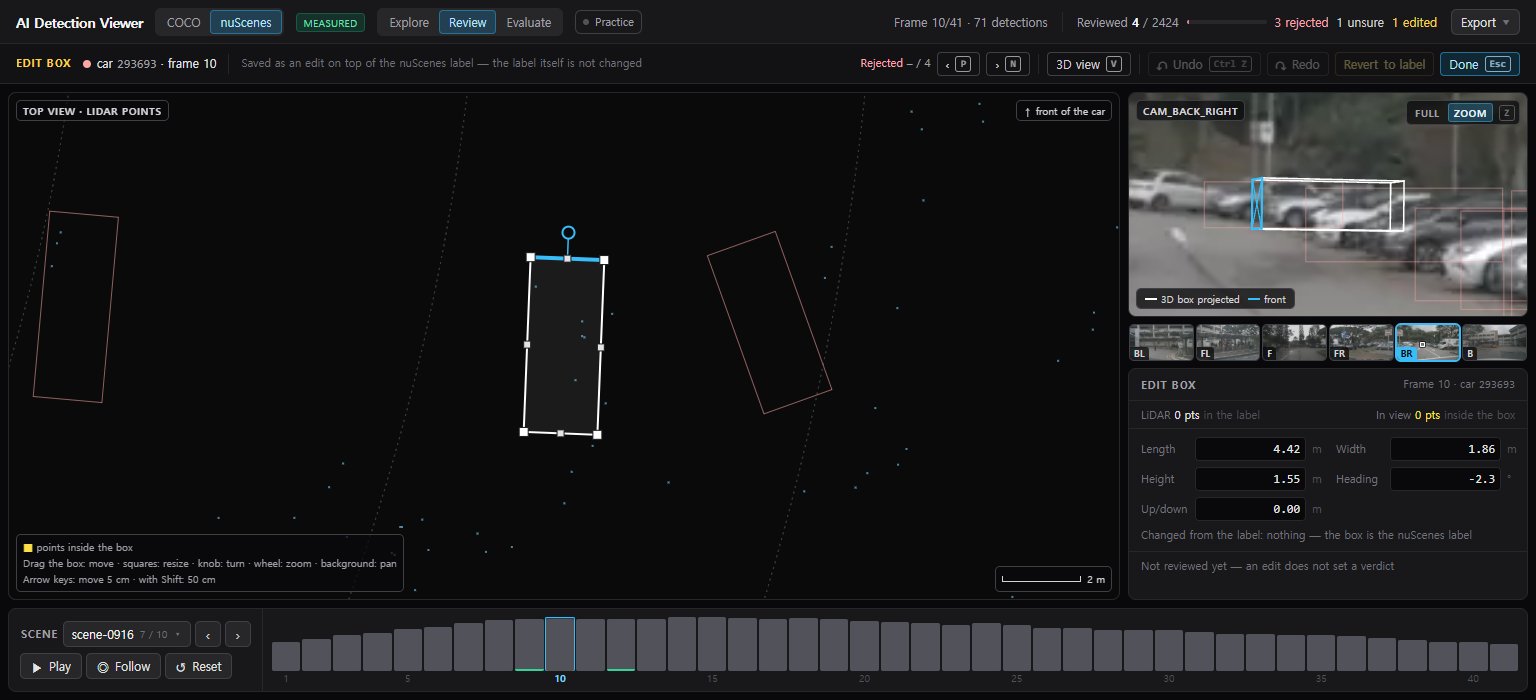 AI Detection Viewer COCO nuScenes MEASURED Explore Review Evaluate Practice Frame 10/41 · 71 detections Reviewed 4 / 2424 3 rejected 1 unsure 1 edited Export
EDIT BOX car 293693 · frame 10 Saved as an edit on top of the nuScenes label — the label itself is not changed Rejected – / 4 ‹ P › N 3D view V Undo Ctrl Z Redo Revert to label Done Esc
TOP VIEW · LIDAR POINTS ↑ front of the car
points inside the box
Drag the box: move · squares: resize · knob: turn · wheel: zoom · background: pan
Arrow keys: move 5 cm · with Shift: 50 cm
2 m
CAM_BACK_RIGHT FULL ZOOM Z
3D box projected front
BL FL F FR BR B
EDIT BOX Frame 10 · car 293693
LiDAR 0 pts in the label In view 0 pts inside the box
Length 4.42 m Width 1.86 m
Height 1.55 m Heading -2.3 °
Up/down 0.00 m
Changed from the label: nothing — the box is the nuScenes label
Not reviewed yet — an edit does not set a verdict
SCENE scene-0916 7 / 10 ‹ ›
Play Follow Reset
1 5 10 15 20 25 30 35 40